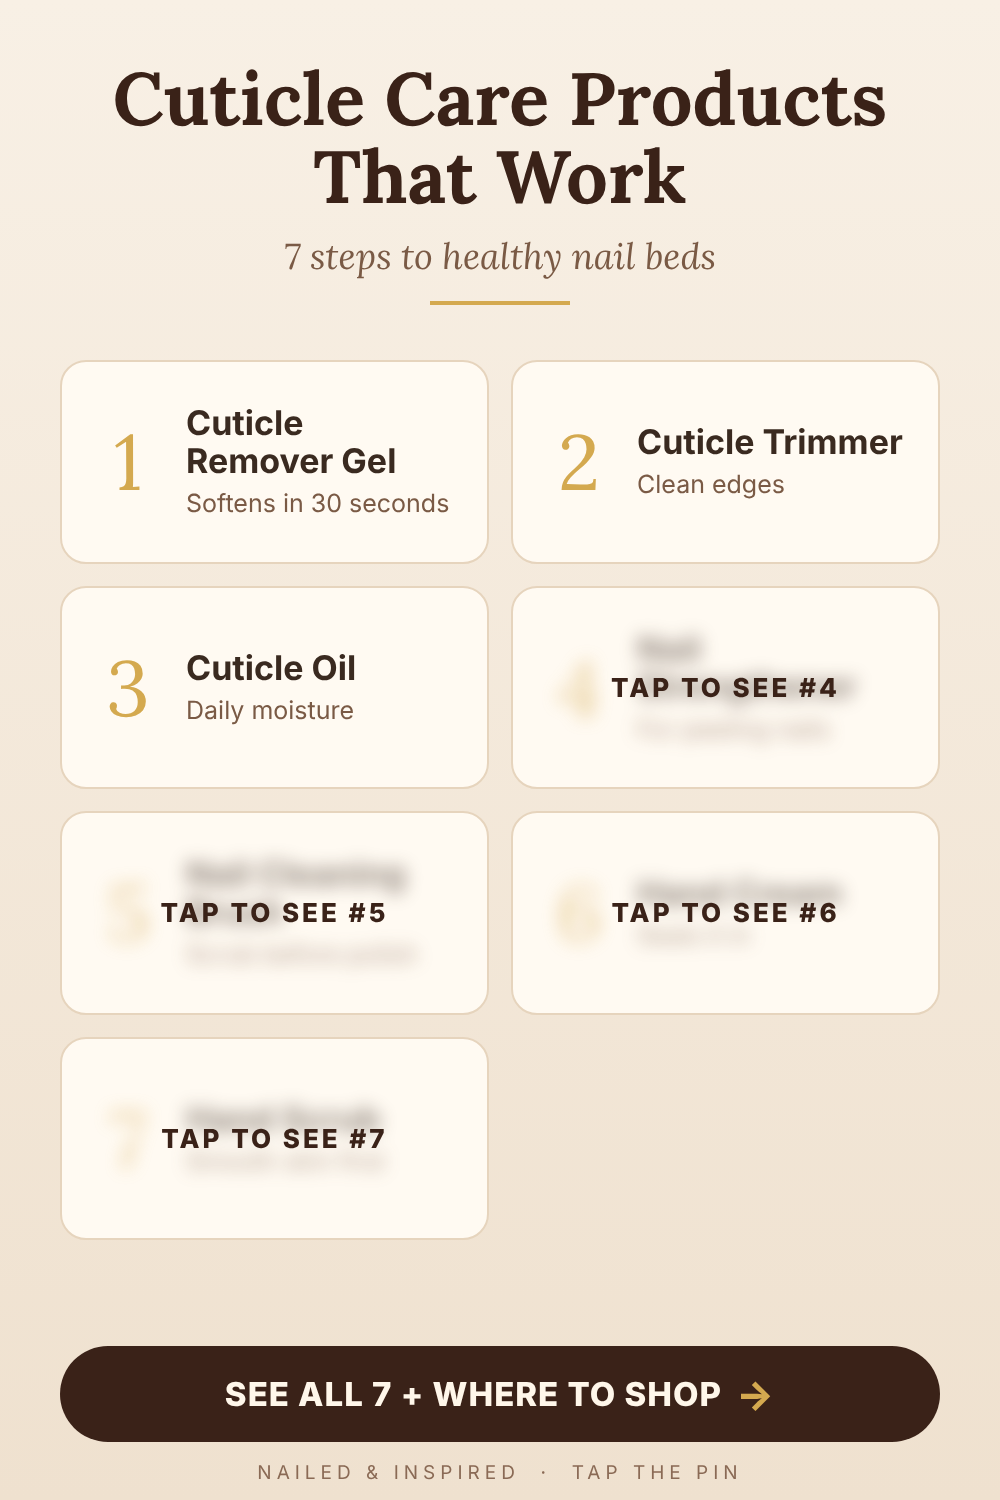 Cuticle Care Products
That Work
7 steps to healthy nail beds
1
Cuticle
Remover Gel
Softens in 30 seconds
2
Cuticle Trimmer
Clean edges
3
Cuticle Oil
Daily moisture
TAP TO SEE #4
TAP TO SEE #5
TAP TO SEE #6
TAP TO SEE #7
SEE ALL 7 + WHERE TO SHOP →
NAILED & INSPIRED · TAP THE PIN